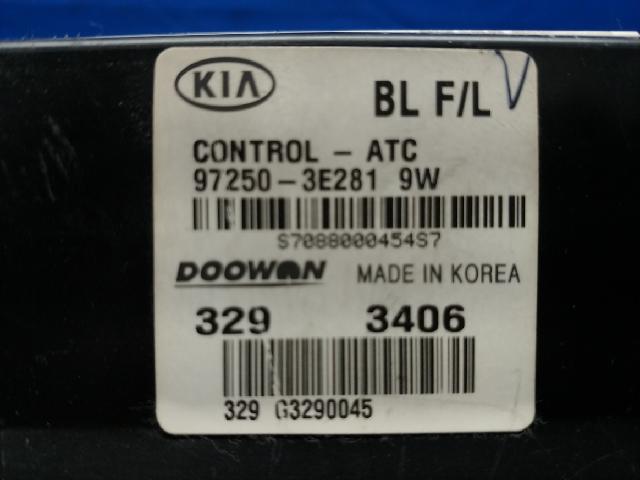 KIA
BL F/L
CONTROL - ATC
97250-3E281 9W
S7088000454S7
DOOWON MADE IN KOREA
329 3406
329 G3290045